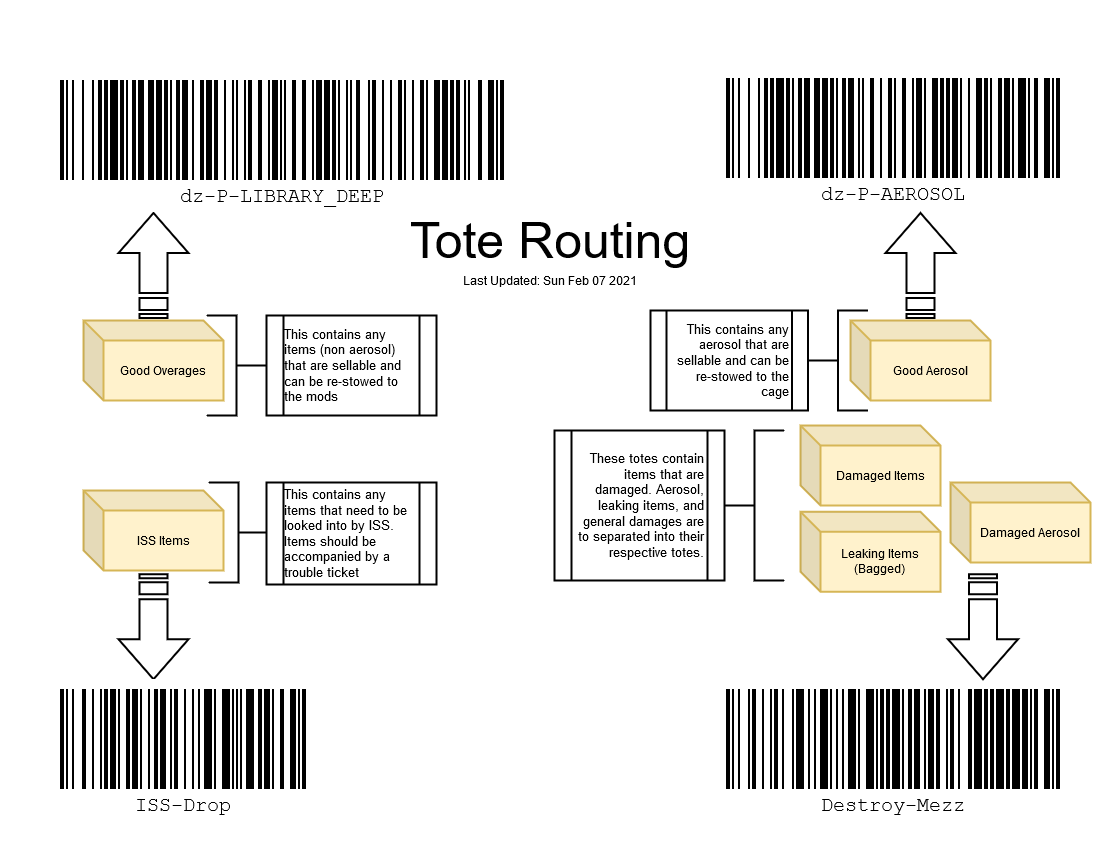 dz-P-LIBRARY_DEEP
dz-P-AEROSOL
Tote Routing
Last Updated: Sun Feb 07 2021
Good Overages
This contains any
items (non aerosol)
that are sellable and
can be re-stowed to
the mods
This contains any
aerosol that are
sellable and can be
re-stowed to the
cage
Good Aerosol
ISS Items
This contains any
items that need to be
looked into by ISS.
Items should be
accompanied by a
trouble ticket
These totes contain
items that are
damaged. Aerosol,
leaking items, and
general damages are
to separated into their
respective totes.
Damaged Items
Damaged Aerosol
Leaking Items
(Bagged)
ISS-Drop
Destroy-Mezz